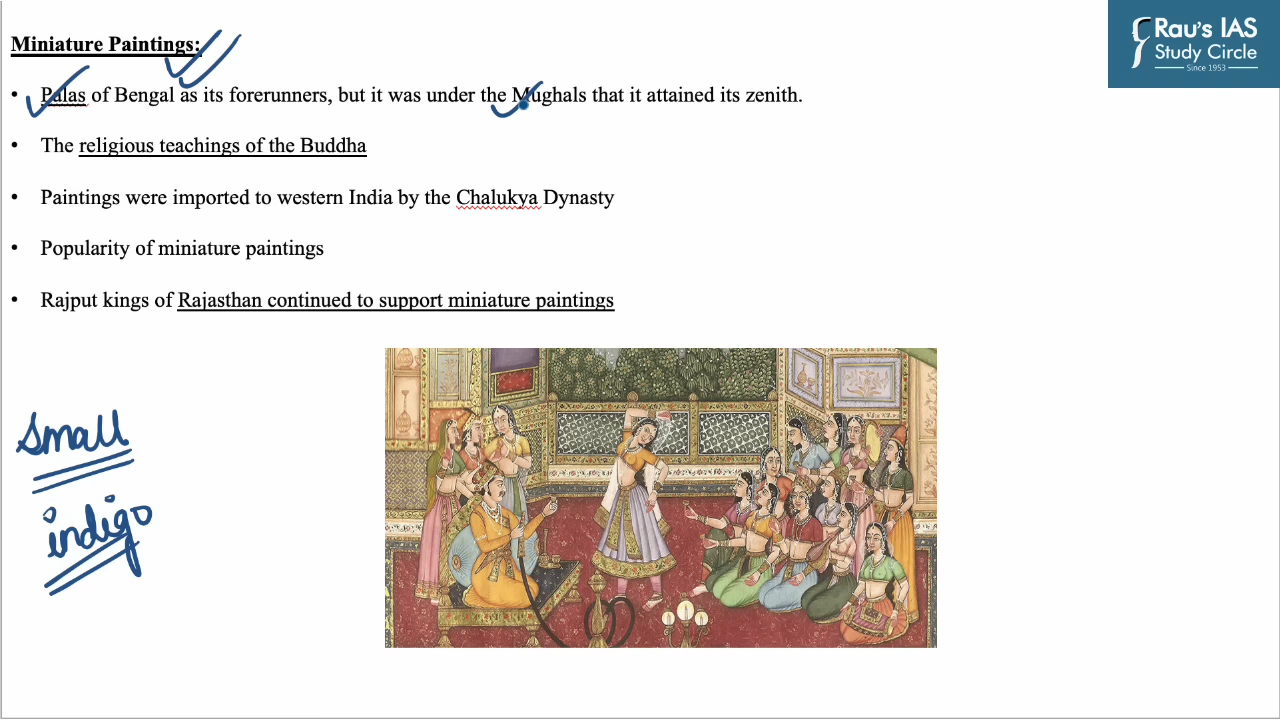 Rau's IAS
Study Circle
Since 1953
Miniature Paintings:
• Palas of Bengal as its forerunners, but it was under the Mughals that it attained its zenith.
• The religious teachings of the Buddha
• Paintings were imported to western India by the Chalukya Dynasty
• Popularity of miniature paintings
• Rajput kings of Rajasthan continued to support miniature paintings
small
indigo